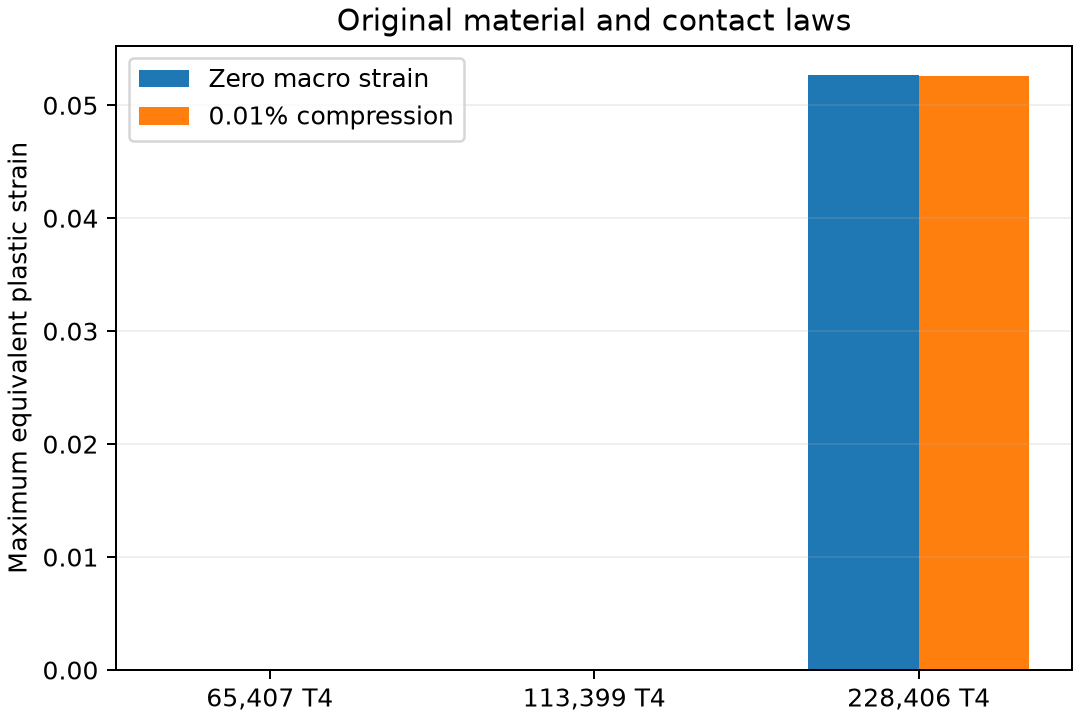 Original material and contact laws
Zero macro strain
0.01% compression
Maximum equivalent plastic strain
0.05
0.04
0.03
0.02
0.01
0.00
65,407 T4
113,399 T4
228,406 T4